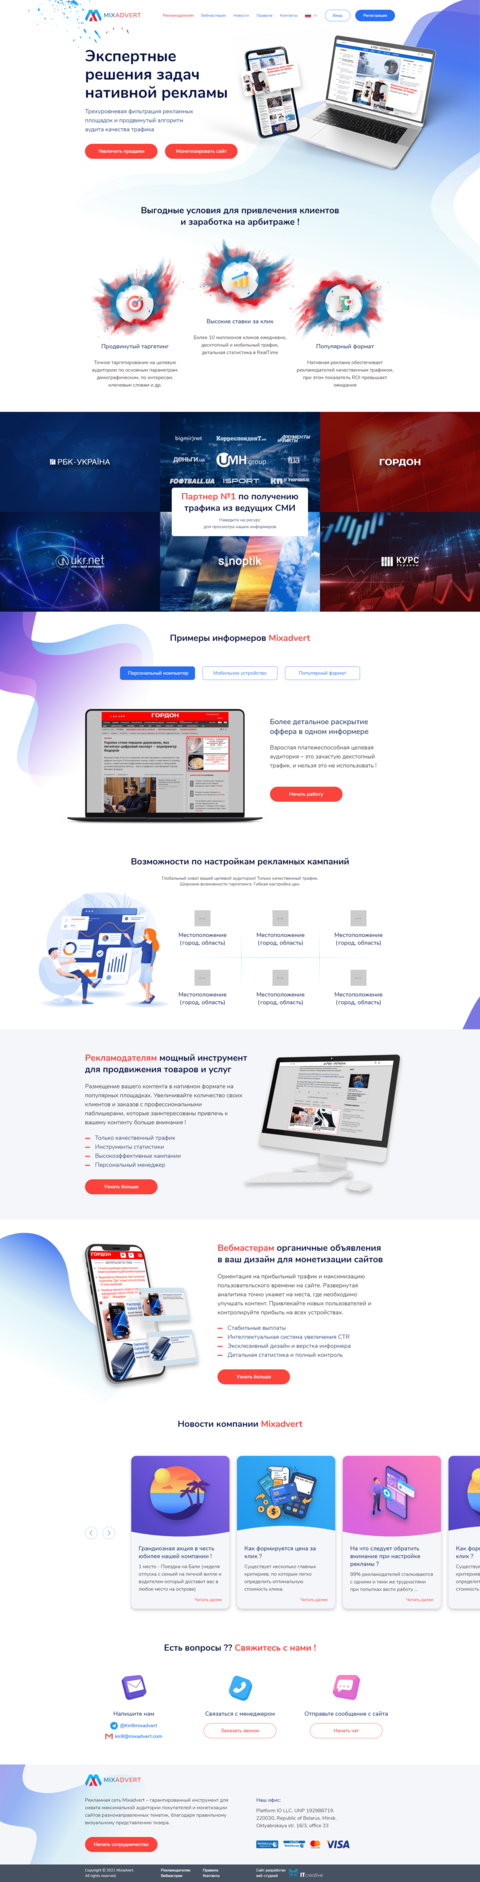 MIXADVERT
Рекламодателям Вебмастерам Новости Правила Контакты
Вход
Регистрация
Экспертные
решения задач
нативной рекламы
Трехуровневая фильтрация рекламных
площадок и продвинутый алгоритм
аудита качества трафика
Увеличить продажи
Монетизировать сайт
Выгодные условия для привлечения клиентов
и заработка на арбитраже !
Продвинутый таргетинг
Точное таргетирование на целевую
аудиторию по основным параметрам:
демографическим, по интересам,
ключевым словам и др.
Высокие ставки за клик
Более 10 миллионов кликов ежедневно,
десктопный и мобильный трафик,
детальная статистика в RealTime
Популярный формат
Нативная реклама обеспечивает
рекламодателей качественным трафиком,
при этом показатель ROI превышает
ожидания
РБК-УКРАЇНА
bigmir)net
Корреспондент.net
АРГУМЕНТЫ И ФАКТЫ
ДЕНЬГИ.ua
UMH group
FOOTBALL.UA
iSPORT
КП В УКРАИНЕ
ГОРДОН
Партнер №1 по получению
трафика из ведущих СМИ
Наведите на ресурс
для просмотра наших информеров
ukr.net
sinoptik
КУРС
Украины
Примеры информеров Mixadvert
Персональный компьютер
Мобильное устройство
Популярный формат
ГОРДОН
Более детальное раскрытие
оффера в одном информере
Взрослая платежеспособная целевая
аудитория – это зачастую декстопный
трафик, и нельзя это не использовать !
Начать работу
Возможности по настройкам рекламных кампаний
Глобальный охват вашей целевой аудитории! Только качественный трафик.
Широкие возможности таргетинга. Гибкая настройка цен.
Местоположение
(город, область)
Местоположение
(город, область)
Местоположение
(город, область)
Местоположение
(город, область)
Местоположение
(город, область)
Местоположение
(город, область)
Рекламодателям мощный инструмент
для продвижения товаров и услуг
Размещение вашего контента в нативном формате на
популярных площадках. Увеличивайте количество своих
клиентов и заказов с профессиональными
паблишерами, которые заинтересованы привлечь к
вашему контенту больше внимания !
Только качественный трафик
Инструменты статистики
Высокоэффективные кампании
Персональный менеджер
Узнать больше
ГОРДОН
Вебмастерам органичные объявления
в ваш дизайн для монетизации сайтов
Ориентация на прибыльный трафик и максимизацию
пользовательского времени на сайте. Развернутая
аналитика точно укажет на места, где необходимо
улучшать контент. Привлекайте новых пользователей и
контролируйте прибыль на всех устройствах.
Стабильные выплаты
Интеллектуальная система увеличения CTR
Эксклюзивный дизайн и верстка информера
Детальная статистика и полный контроль
Узнать больше
Новости компании Mixadvert
Грандиозная акция в честь
юбилея нашей компании !
1 место - Поездка на Бали (неделя
отпуска с семьей на личной вилле и
водителем который доставит вас в
любое место на острове)
Читать далее
Как формируется цена за
клик ?
Существует несколько главных
критериев, по которым легко
определить оптимальную
стоимость клика.
Читать далее
На что следует обратить
внимание при настройке
рекламы ?
99% рекламодателей сталкиваются
с одними и теми же трудностями
при попытках вести работу ...
Читать далее
Есть вопросы ?? Свяжитесь с нами !
Напишите нам
@Kirillmixadvert
kirill@mixadvert.com
Связаться с менеджером
Заказать звонок
Отправьте сообщение с сайта
Начать чат
MIXADVERT
Рекламная сеть Mixadvert – гарантированный инструмент для
охвата максимальной аудитории покупателей и монетизации
сайтов разнонаправленных тематик, благодаря правильному
визуальному представлению тизера.
Начать сотрудничество
Наш офис:
Platform IO LLC. UNP 192988719
220030, Republic of Belarus. Minsk,
Oktyabrskaya str. 16/3, office 33
VISA
Copyright © 2021 Mixadvert.
All rights reserved.
Рекламодателям
Вебмастерам
Правила
Контакты
Сайт разработан
веб студией
ITcreative